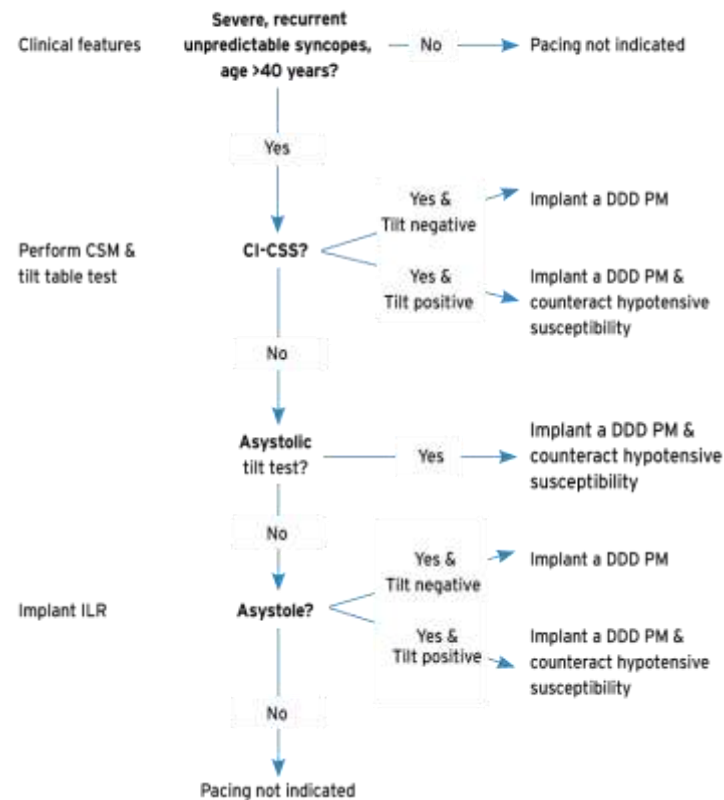 Clinical features
Severe, recurrent
unpredictable syncopes,
age >40 years?
No
Pacing not indicated
Yes
Perform CSM &
tilt table test
CI-CSS?
Yes &
Tilt negative
Implant a DDD PM
Yes &
Tilt positive
Implant a DDD PM &
counteract hypotensive
susceptibility
No
Asystolic
tilt test?
Yes
Implant a DDD PM &
counteract hypotensive
susceptibility
No
Implant ILR
Asystole?
Yes &
Tilt negative
Implant a DDD PM
Yes &
Tilt positive
Implant a DDD PM &
counteract hypotensive
susceptibility
No
Pacing not indicated